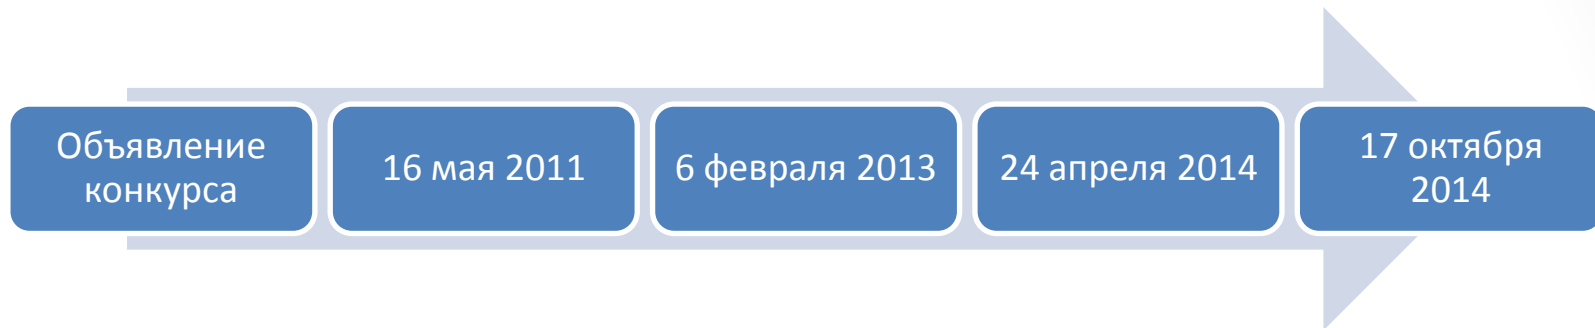 Объявление
конкурса
16 мая 2011
6 февраля 2013
24 апреля 2014
17 октября
2014